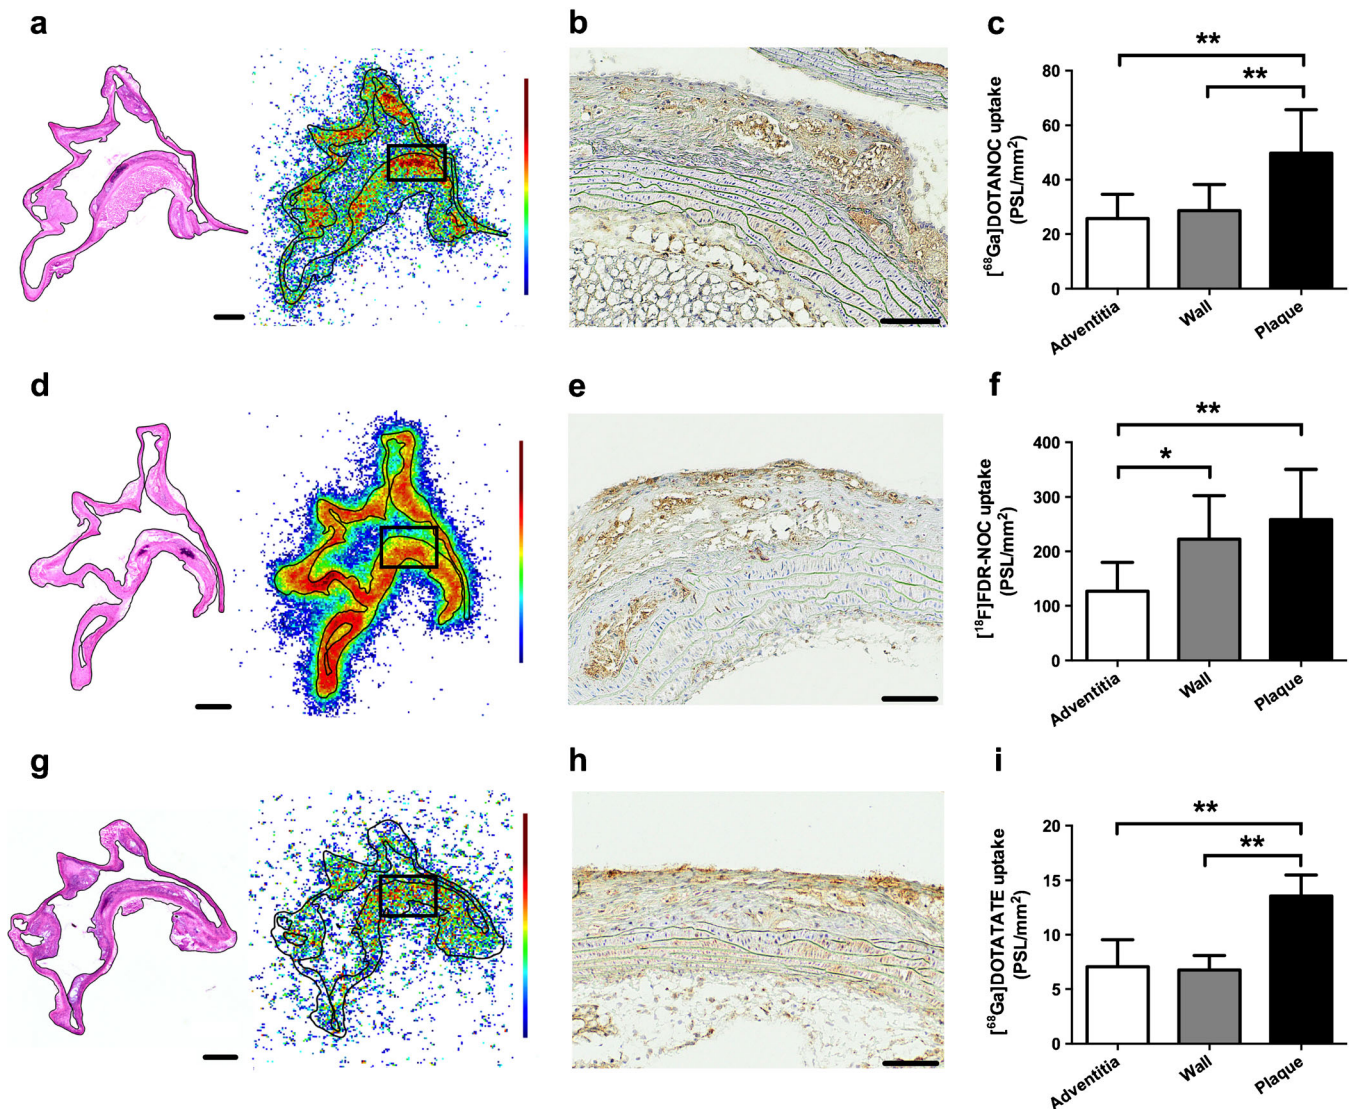 a
b
c
[⁶⁸Ga]DOTANOC uptake
(PSL/mm²)
80
60
40
20
0
**
**
Adventitia
Wall
Plaque
d
e
f
[¹⁸F]FDR-NOC uptake
(PSL/mm²)
400
300
200
100
0
**
*
Adventitia
Wall
Plaque
g
h
i
[⁶⁸Ga]DOTATATE uptake
(PSL/mm²)
20
15
10
5
0
**
**
Adventitia
Wall
Plaque